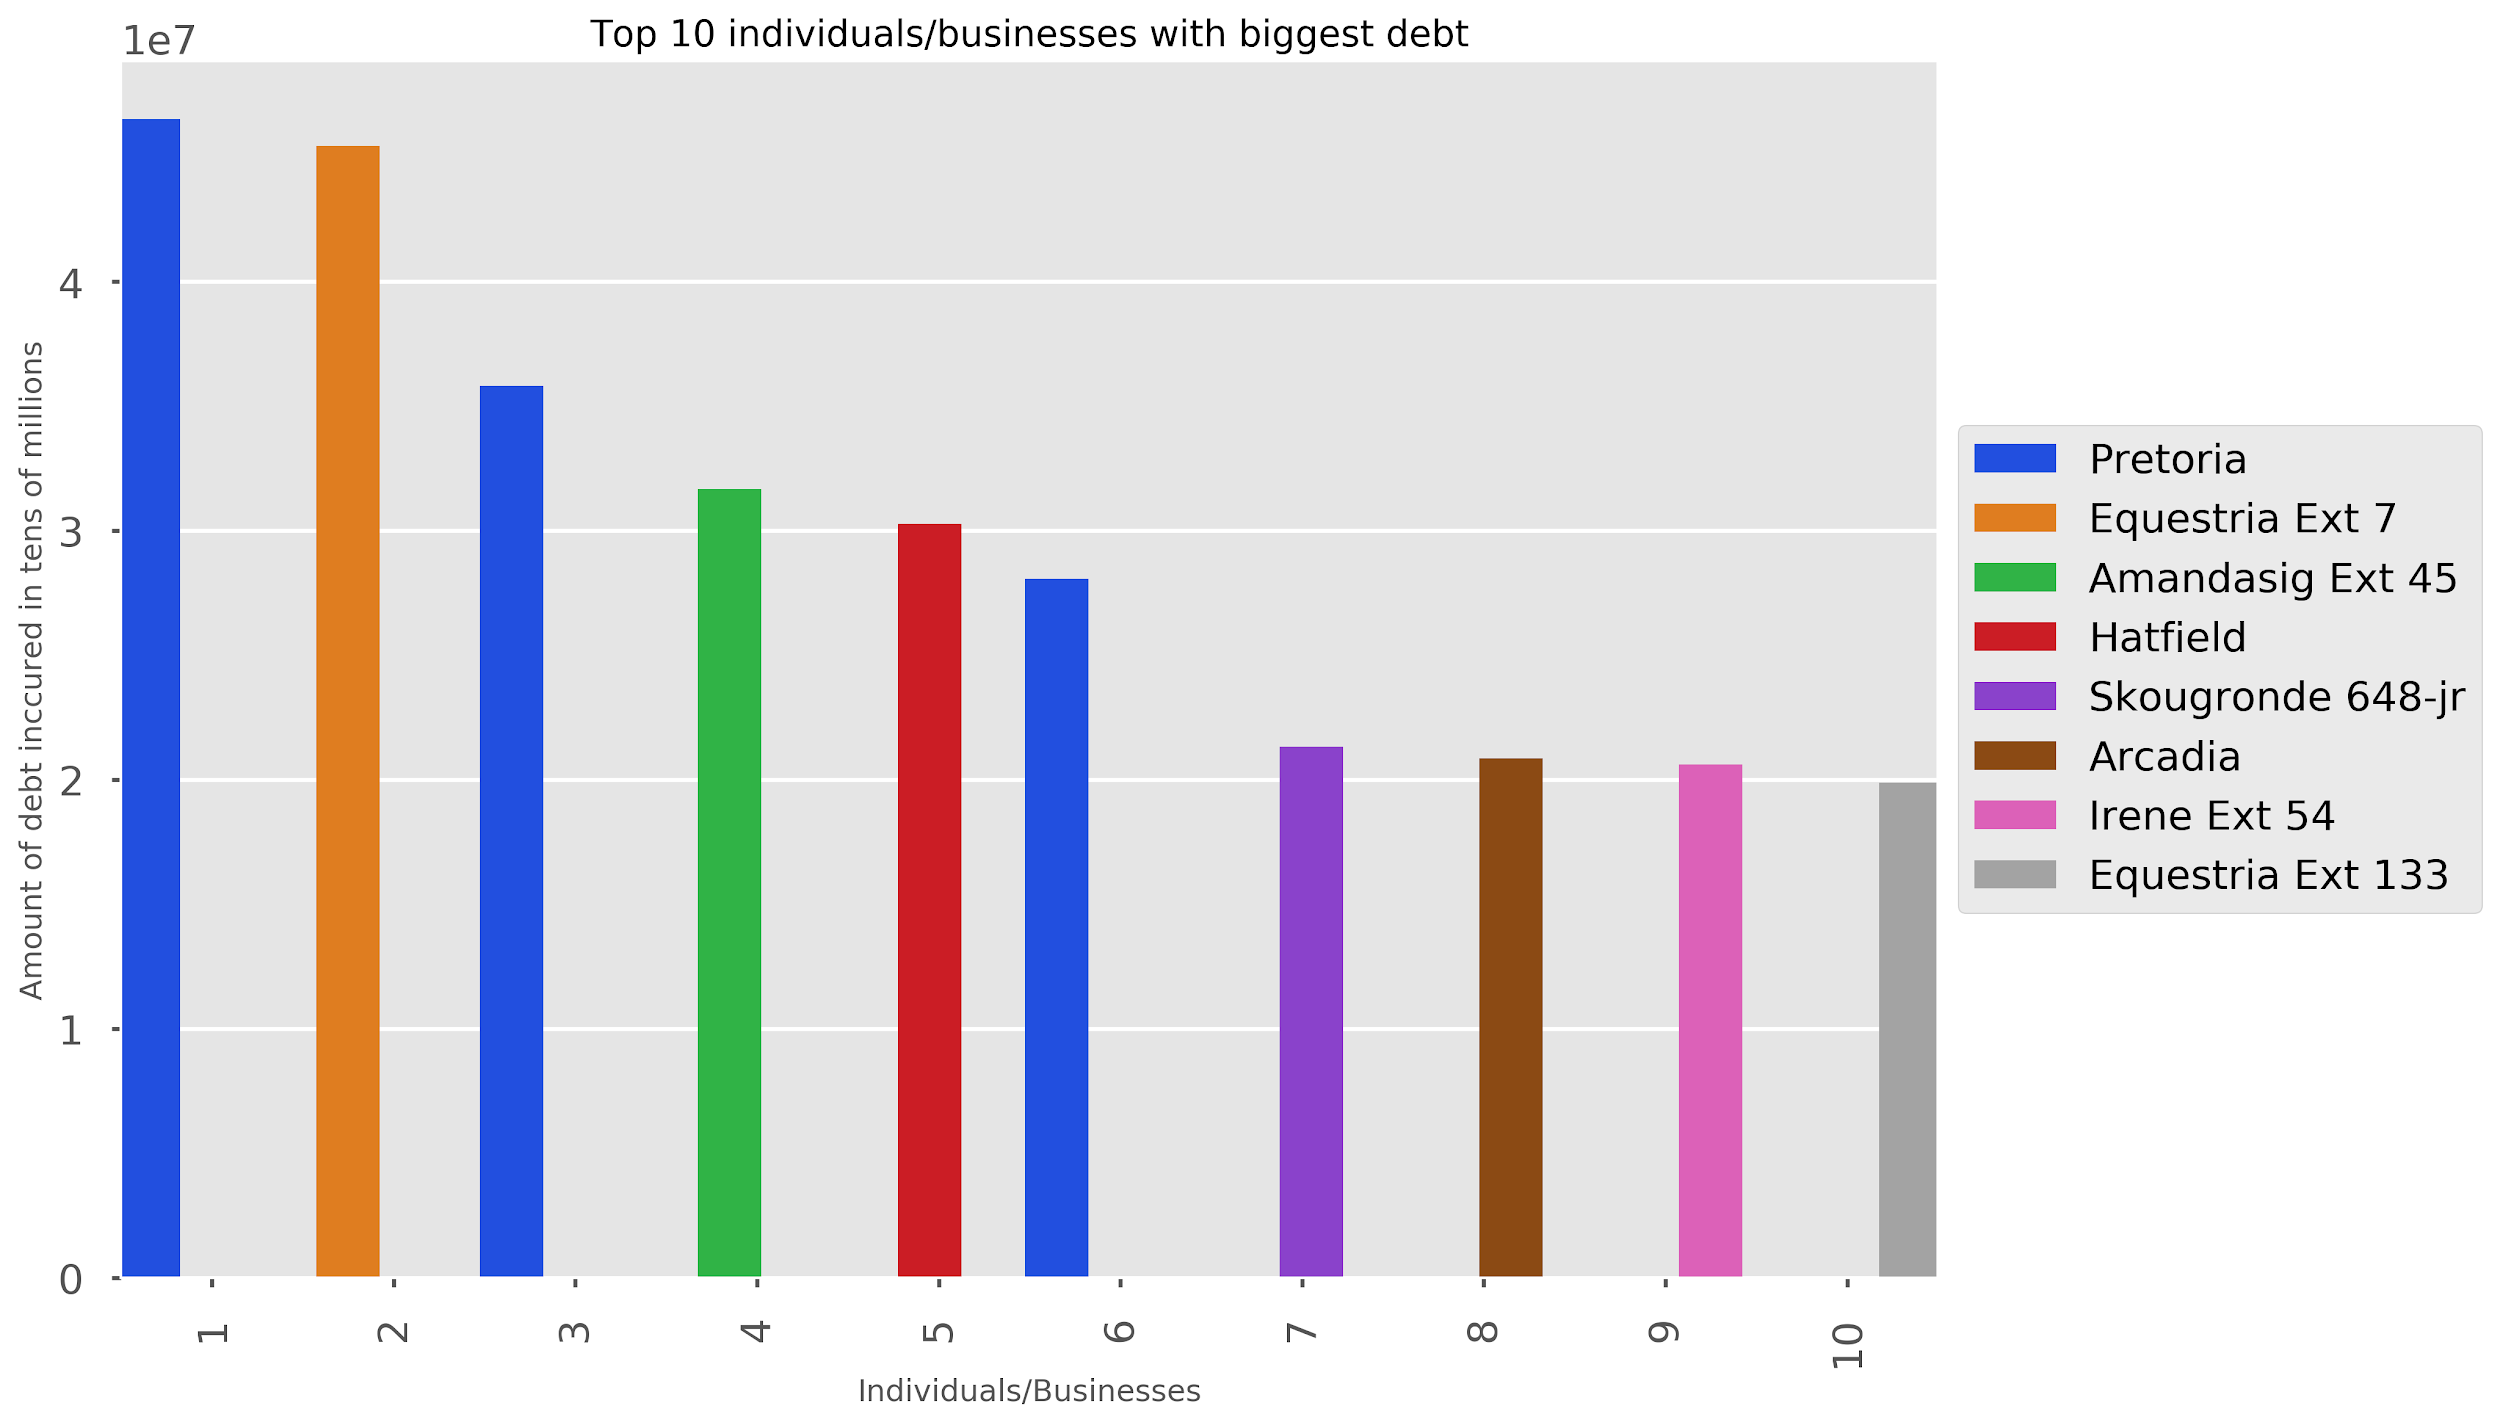 Top 10 individuals/businesses with biggest debt
1e7
4
3
2
1
0
Amount of debt inccured in tens of millions
1
2
3
4
5
6
7
8
9
10
Individuals/Businesses
Pretoria
Equestria Ext 7
Amandasig Ext 45
Hatfield
Skougronde 648-jr
Arcadia
Irene Ext 54
Equestria Ext 133